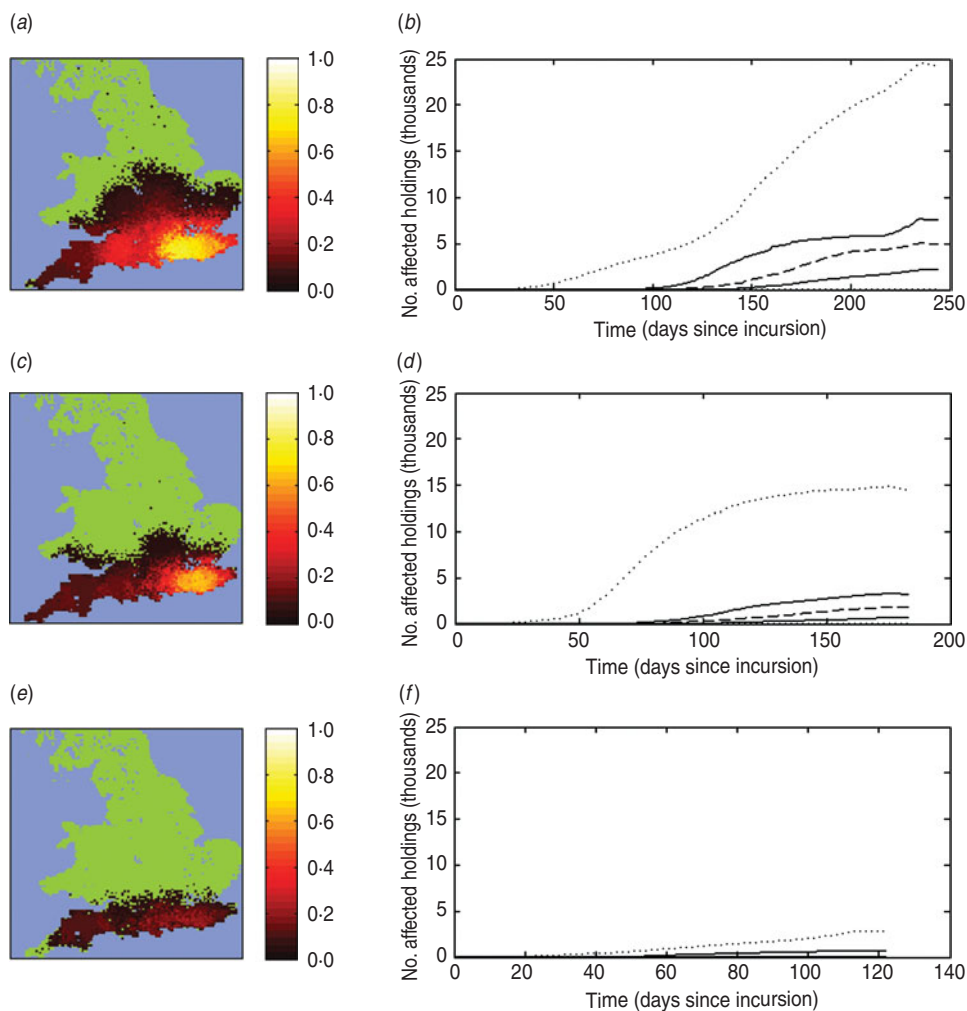 (a)
1·0
0·8
0·6
0·4
0·2
0·0
(b)
No. affected holdings (thousands)
25
20
15
10
5
0
0 50 100 150 200 250
Time (days since incursion)
(c)
1·0
0·8
0·6
0·4
0·2
0·0
(d)
No. affected holdings (thousands)
25
20
15
10
5
0
0 50 100 150 200
Time (days since incursion)
(e)
1·0
0·8
0·6
0·4
0·2
0·0
(f)
No. affected holdings (thousands)
25
20
15
10
5
0
0 20 40 60 80 100 120 140
Time (days since incursion)